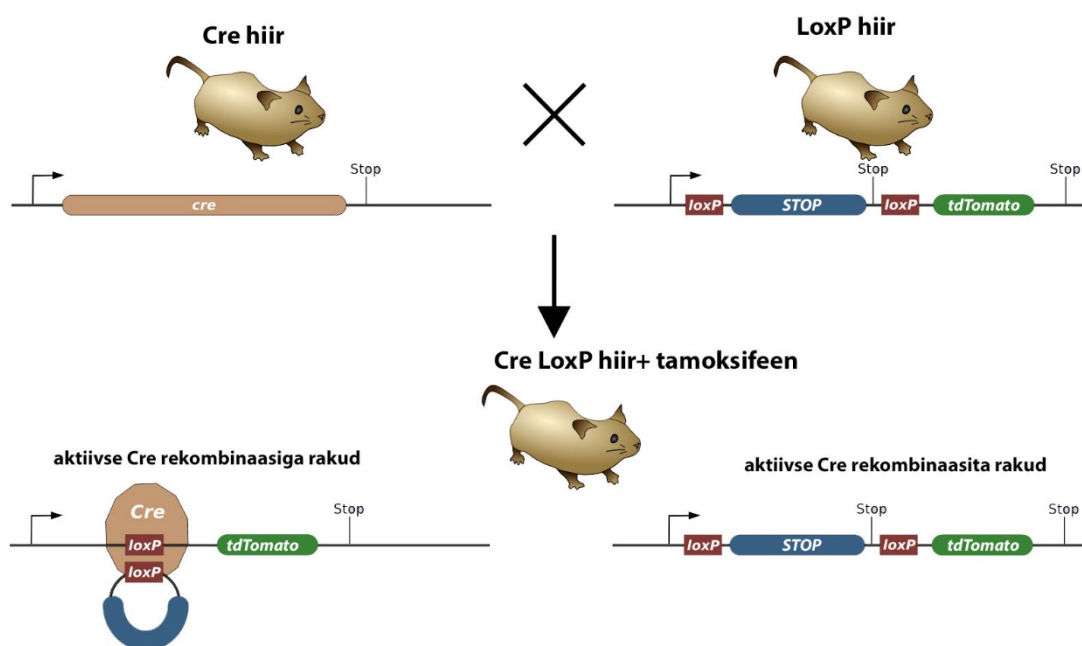 Cre hiir
LoxP hiir
Stop
cre
Stop
Stop
loxP STOP loxP tdTomato
Cre LoxP hiir+ tamoksifeen
aktiivse Cre rekombinaasiga rakud
aktiivse Cre rekombinaasita rakud
Stop
Cre
loxP
tdTomato
loxP
Stop
Stop
loxP STOP loxP tdTomato